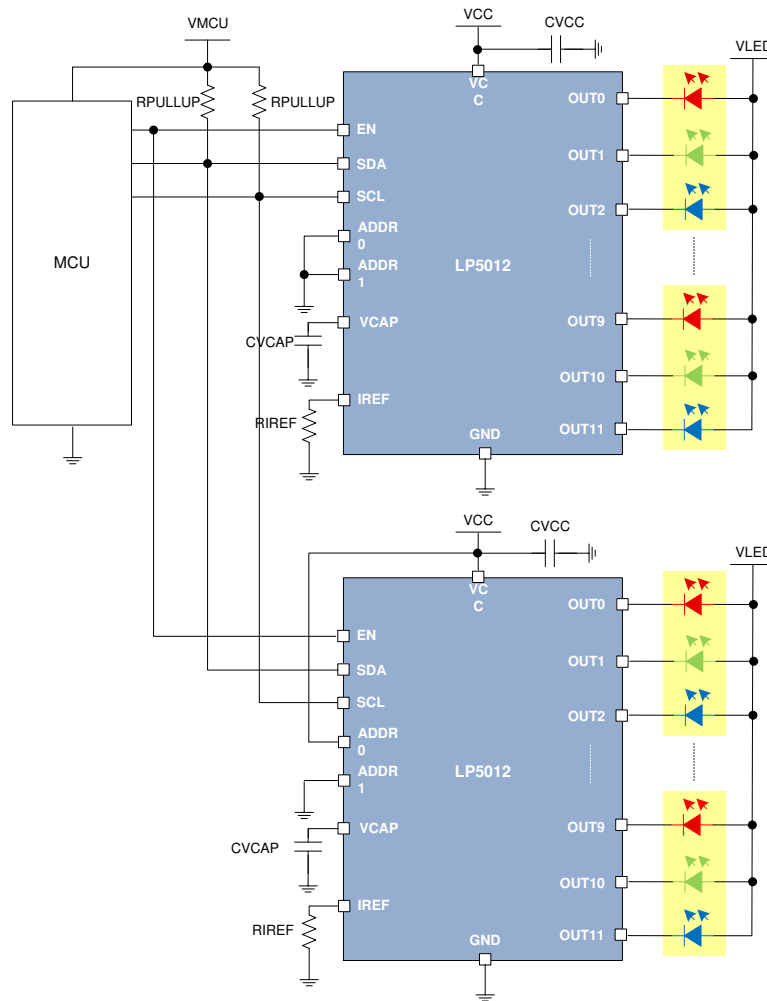 VMCU
VCC
CVCC
VLED
RPULLUP
RPULLUP
MCU
VC
C
EN
SDA
SCL
ADDR
0
ADDR
1
VCAP
IREF
LP5012
GND
OUT0
OUT1
OUT2
OUT9
OUT10
OUT11
CVCAP
RIREF
VCC
CVCC
VLED
VC
C
EN
SDA
SCL
ADDR
0
ADDR
1
VCAP
IREF
LP5012
GND
OUT0
OUT1
OUT2
OUT9
OUT10
OUT11
CVCAP
RIREF